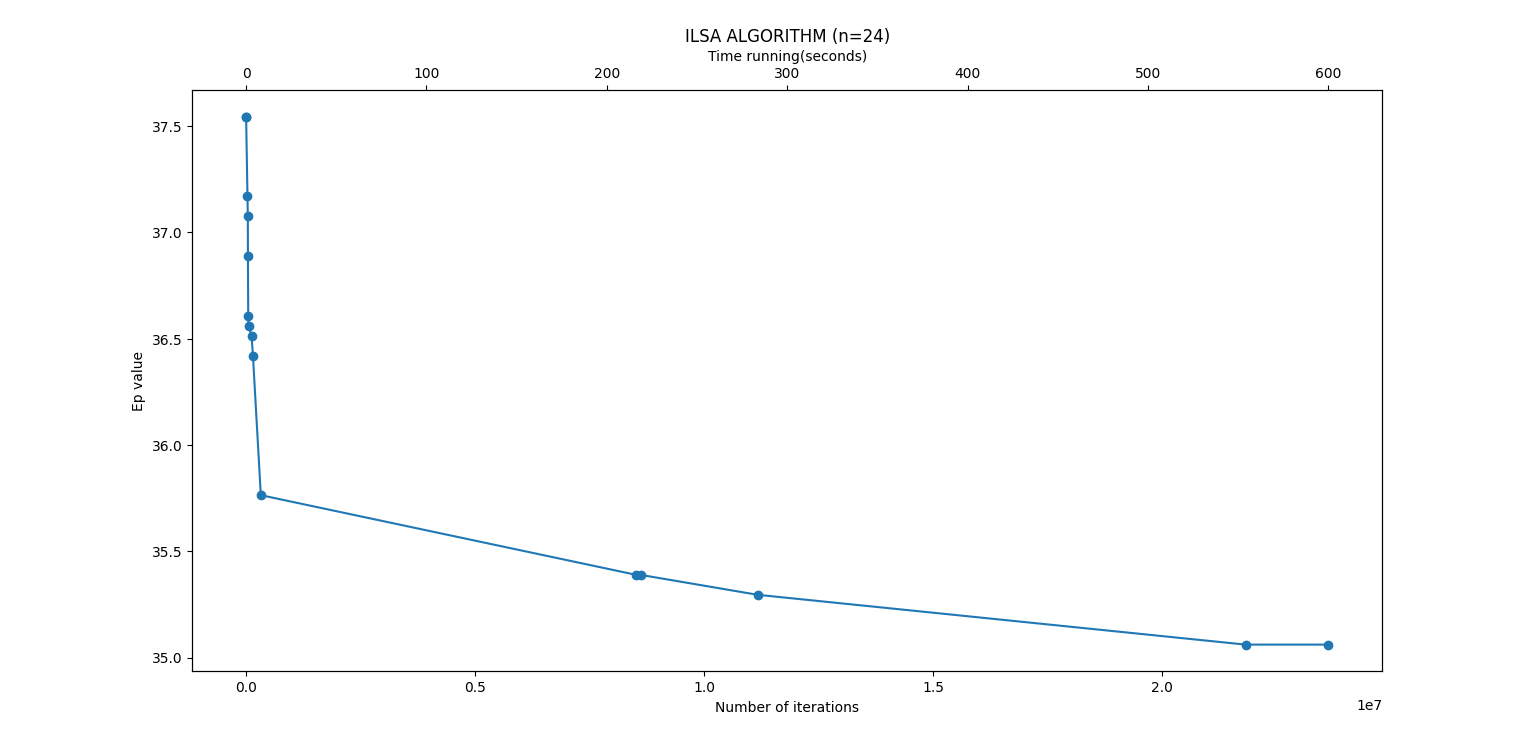 ILSA ALGORITHM (n=24)
Time running(seconds)
0 100 200 300 400 500 600
37.5
37.0
36.5
36.0
35.5
35.0
Ep value
0.0 0.5 1.0 1.5 2.0
Number of iterations
1e7